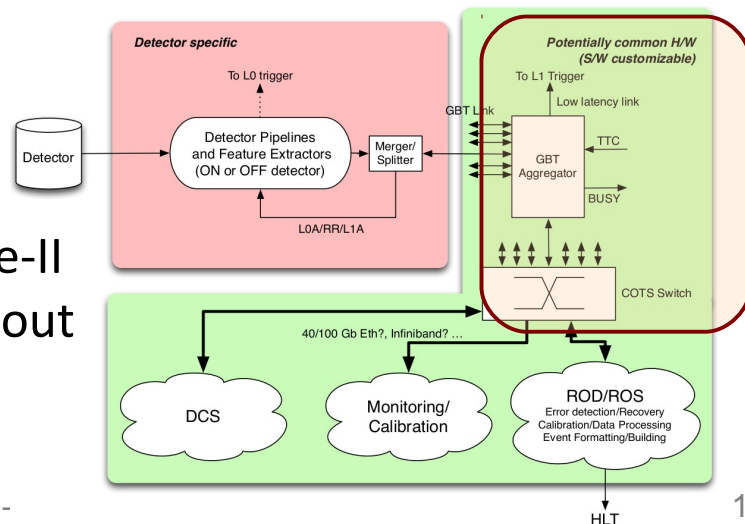 Detector specific
Potentially common H/W
(S/W customizable)
To L0 trigger
To L1 Trigger
Low latency link
GBT Link
Detector
Detector Pipelines
and Feature Extractors
(ON or OFF detector)
Merger/
Splitter
GBT
Aggregator
TTC
BUSY
L0A/RR/L1A
e-II
out
COTS Switch
40/100 Gb Eth?, Infiniband? ...
DCS
Monitoring/
Calibration
ROD/ROS
Error detection/Recovery
Calibration/Data Processing
Event Formatting/Building
HLT
-
1